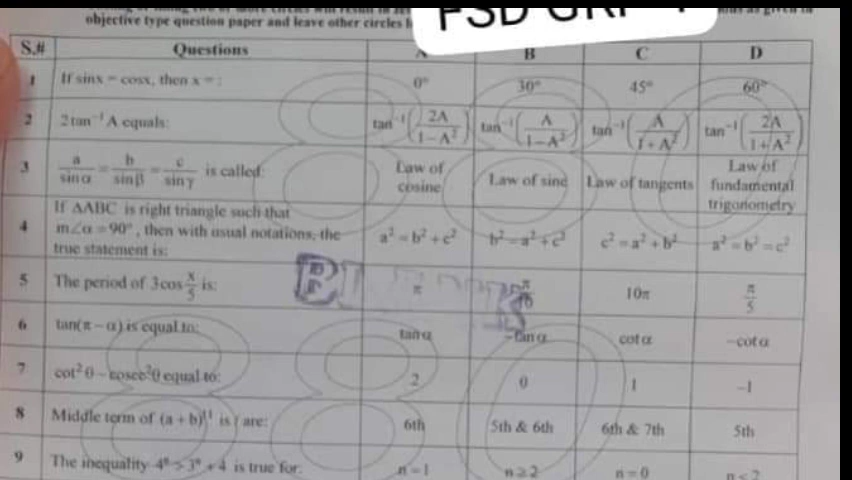 objective type question paper and leave other circles
S.# Questions A B C D
1 If sinx = cosx, then x = : 0° 30° 45° 60°
2 2tan⁻¹A equals: tan⁻¹(2A/(1−A²)) tan⁻¹(A/(1−A²)) tan⁻¹(A/(1+A²)) tan⁻¹(2A/(1+A²))
3 a/sinα = b/sinβ = c/sinγ is called: Law of cosine Law of sine Law of tangents Law of fundamental trigonometry
4 If ΔABC is right triangle such that m∠α = 90°, then with usual notations, the true statement is: a² = b² + c² b² = a² + c² c² = a² + b² a² = b² = c²
5 The period of 3cos x/5 is: π π/10 10π π/5
6 tan(π − α) is equal to: tanα −tanα cotα −cotα
7 cot²θ − cosec²θ equal to: 2 0 1 −1
8 Middle term of (a + b)¹¹ is / are: 6th 5th & 6th 6th & 7th 5th
9 The inequality 4ⁿ > 3ⁿ + 4 is true for: n = 1 n ≥ 2 n = 0 n < 2